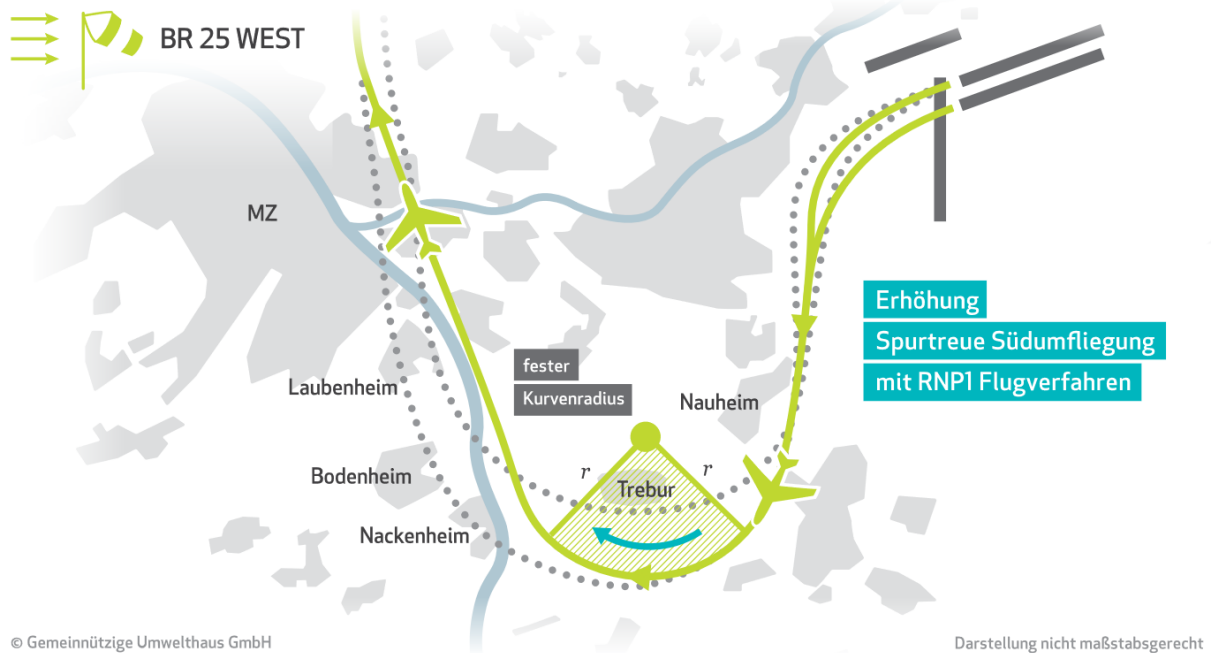 BR 25 WEST
MZ
Erhöhung
Spurtreue Südumfliegung
mit RNP1 Flugverfahren
fester
Kurvenradius
Laubenheim
Nauheim
Bodenheim
r
r
Trebur
Nackenheim
© Gemeinnützige Umwelthaus GmbH
Darstellung nicht maßstabsgerecht